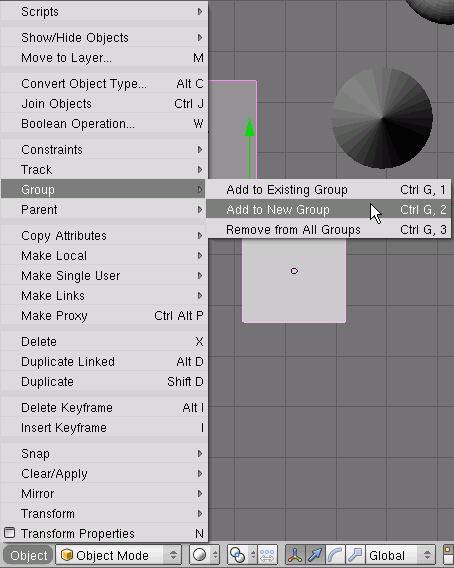 Scripts
Show/Hide Objects
Move to Layer... M
Convert Object Type... Alt C
Join Objects Ctrl J
Boolean Operation... W
Constraints
Track
Group
Add to Existing Group Ctrl G, 1
Parent
Add to New Group Ctrl G, 2
Remove from All Groups Ctrl G, 3
Copy Attributes
Make Local
Make Single User
Make Links
Make Proxy Ctrl Alt P
Delete X
Duplicate Linked Alt D
Duplicate Shift D
Delete Keyframe Alt I
Insert Keyframe I
Snap
Clear/Apply
Mirror
Transform
Transform Properties N
Object Object Mode Global